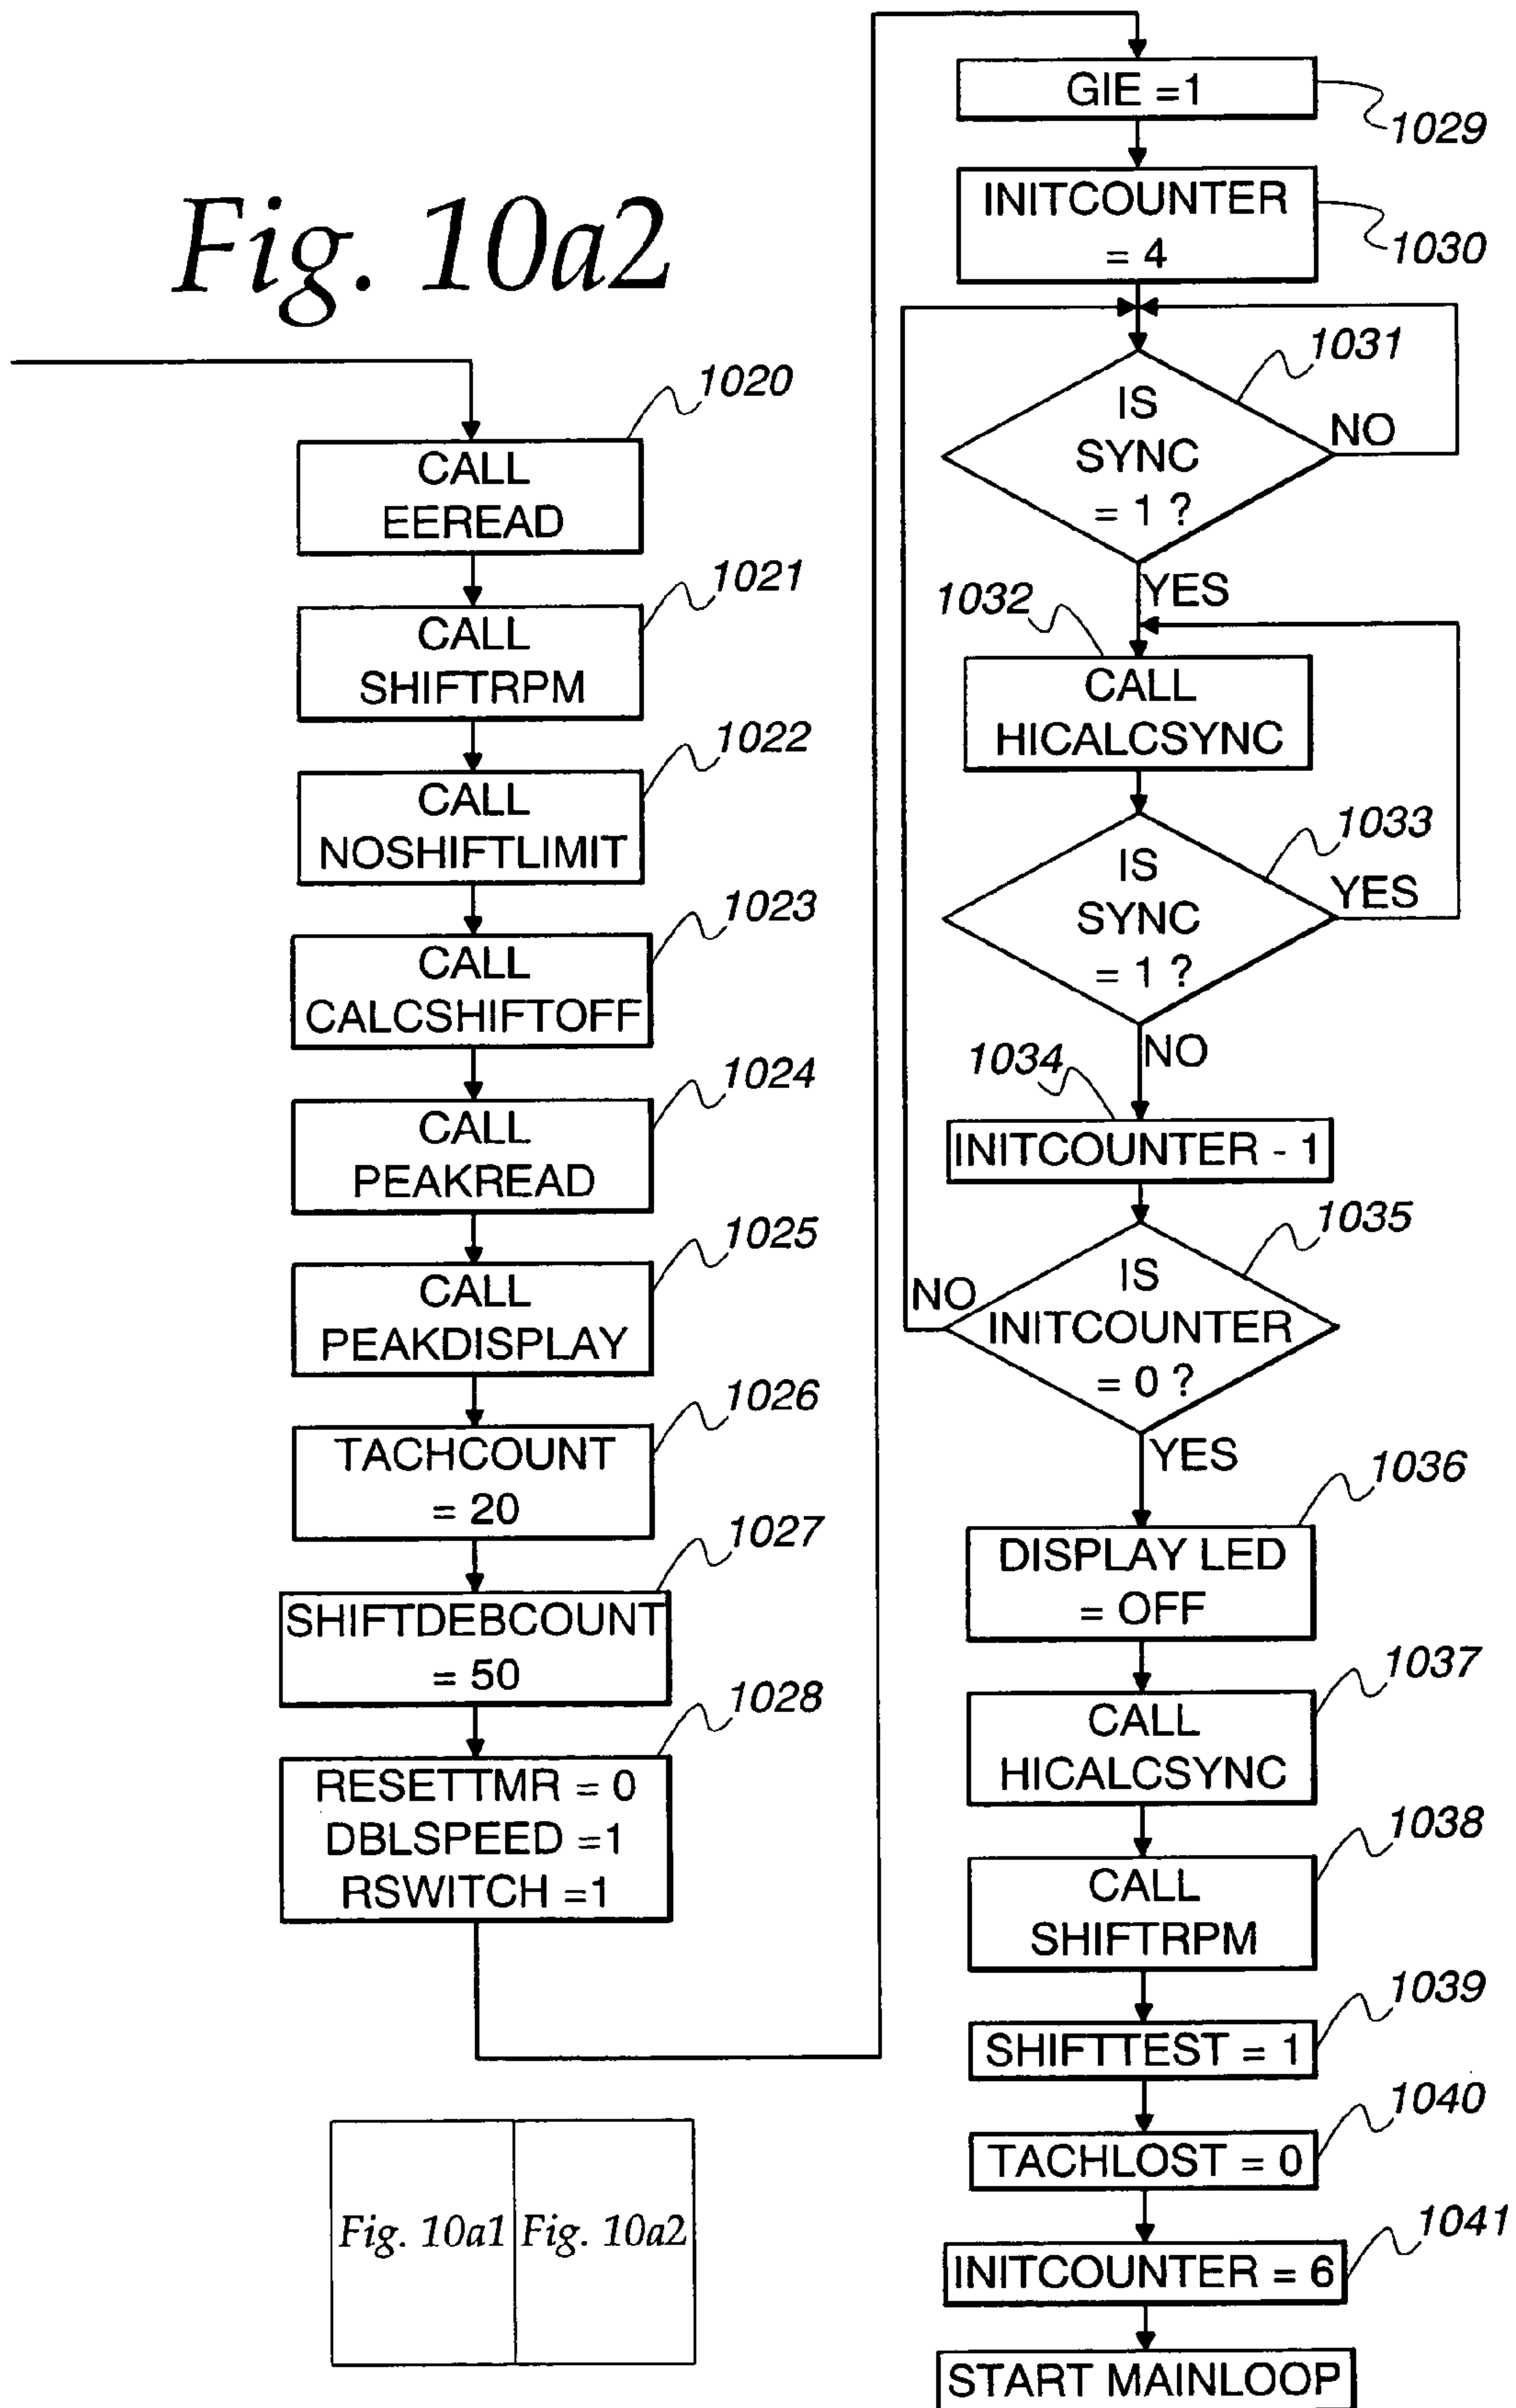 Fig. 10a2
1020
CALL
EEREAD
1021
CALL
SHIFTRPM
1022
CALL
NOSHIFTLIMIT
1023
CALL
CALCSHIFTOFF
1024
CALL
PEAKREAD
1025
CALL
PEAKDISPLAY
1026
TACHCOUNT
= 20
1027
SHIFTDEBCOUNT
= 50
1028
RESETTMR = 0
DBLSPEED =1
RSWITCH =1
Fig. 10a1
Fig. 10a2
GIE =1
1029
INITCOUNTER
= 4
1030
1031
IS
SYNC
= 1 ?
NO
YES
1032
CALL
HICALCSYNC
1033
IS
SYNC
= 1 ?
YES
NO
1034
INITCOUNTER - 1
1035
IS
INITCOUNTER
= 0 ?
NO
YES
1036
DISPLAY LED
= OFF
1037
CALL
HICALCSYNC
1038
CALL
SHIFTRPM
1039
SHIFTTEST = 1
1040
TACHLOST = 0
1041
INITCOUNTER = 6
START MAINLOOP